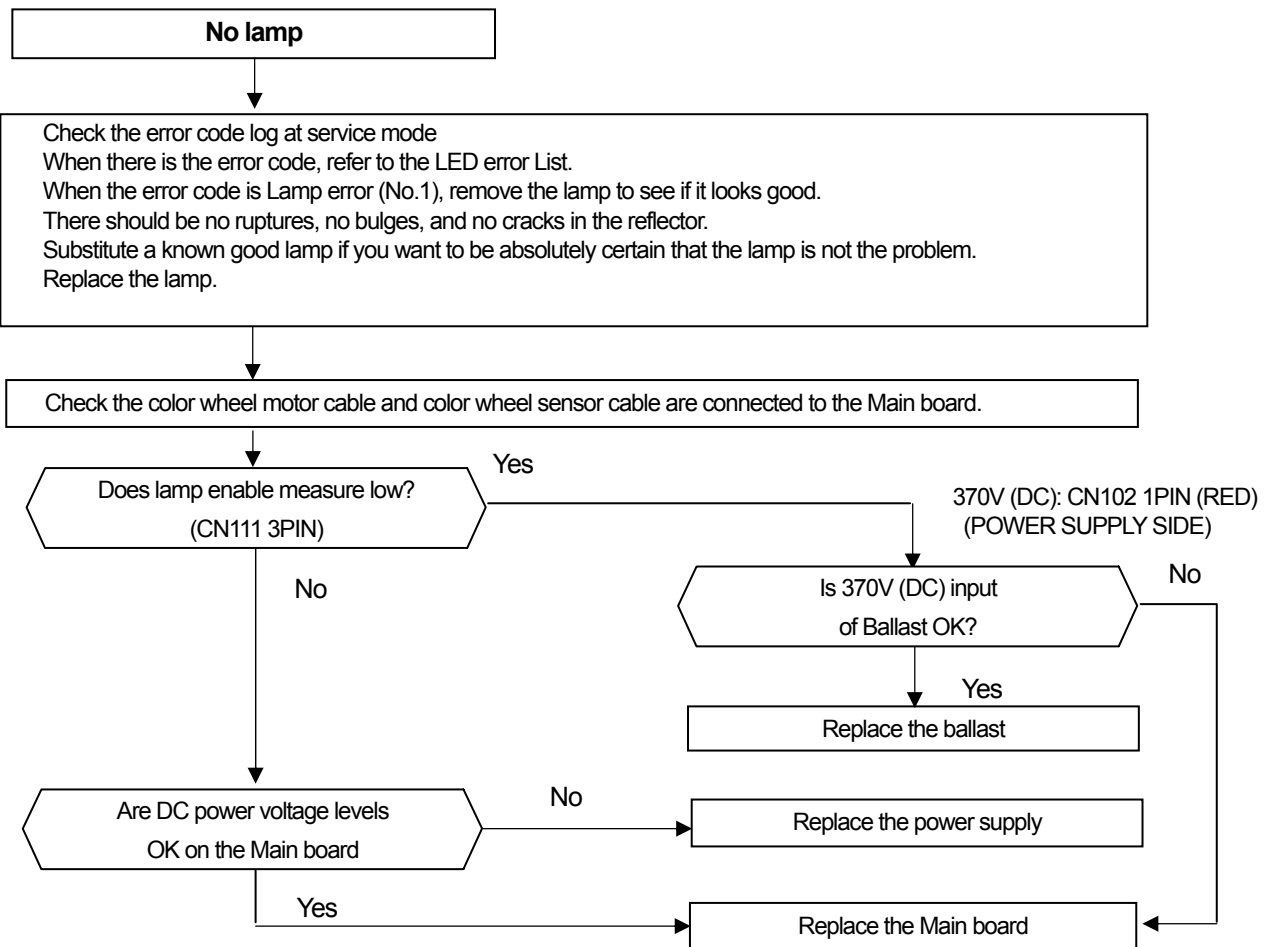 No lamp
Check the error code log at service mode
When there is the error code, refer to the LED error List.
When the error code is Lamp error (No.1), remove the lamp to see if it looks good.
There should be no ruptures, no bulges, and no cracks in the reflector.
Substitute a known good lamp if you want to be absolutely certain that the lamp is not the problem.
Replace the lamp.
Check the color wheel motor cable and color wheel sensor cable are connected to the Main board.
Yes
Does lamp enable measure low?
(CN111 3PIN)
370V (DC): CN102 1PIN (RED)
(POWER SUPPLY SIDE)
No
Is 370V (DC) input
of Ballast OK?
No
Yes
Replace the ballast
Are DC power voltage levels
OK on the Main board
No
Replace the power supply
Yes
Replace the Main board